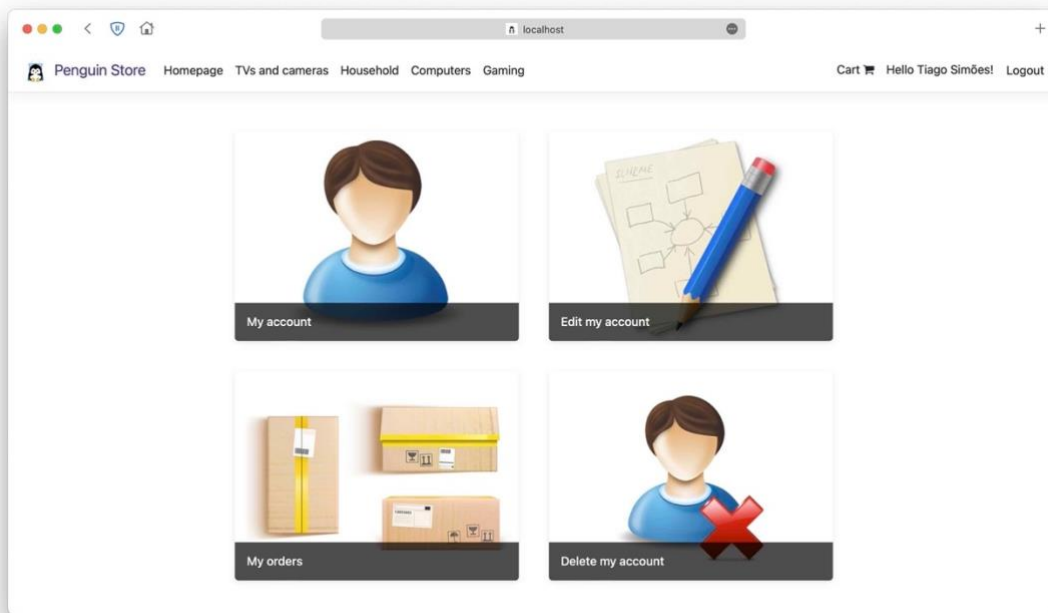 localhost
Penguin Store Homepage TVs and cameras Household Computers Gaming Cart Hello Tiago Simões! Logout
My account
Edit my account
My orders
Delete my account